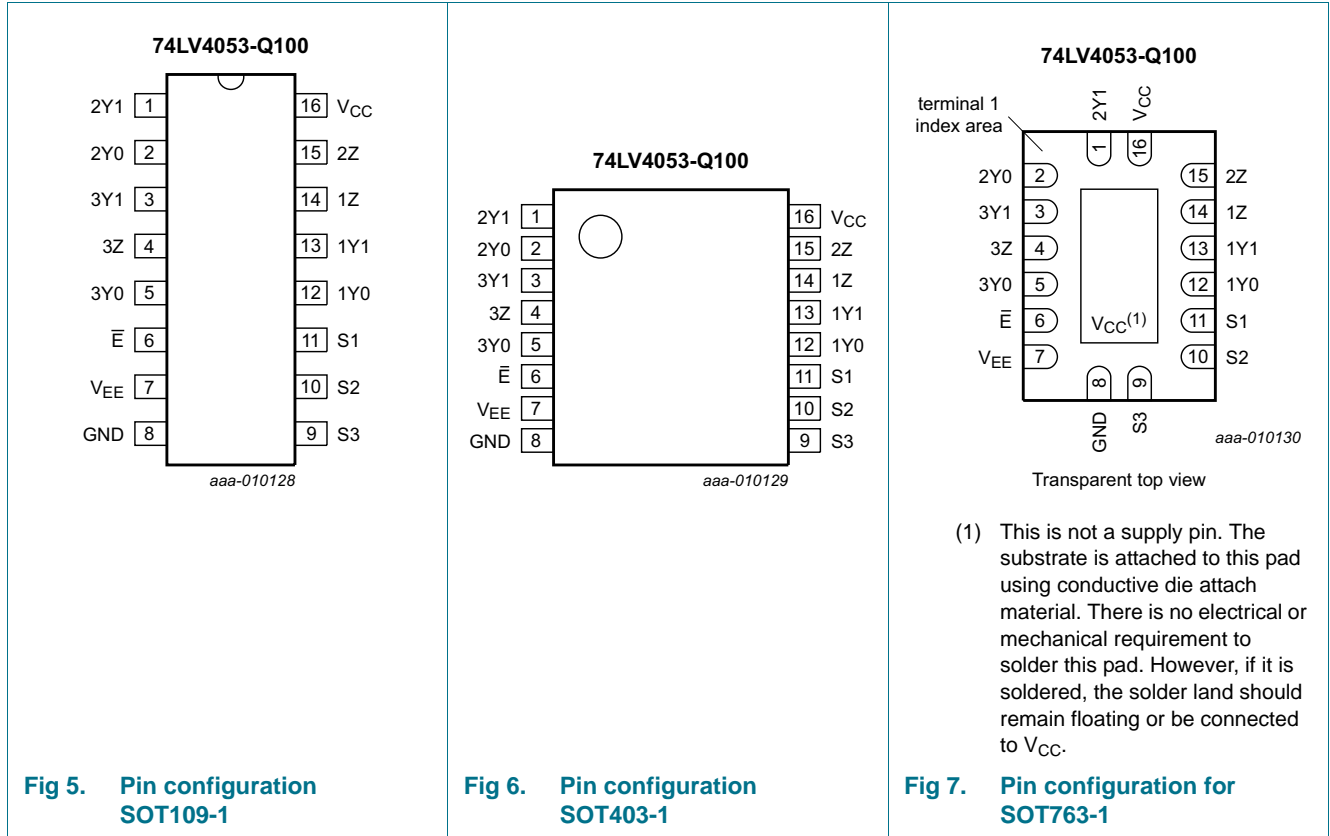 74LV4053-Q100
2Y1 1 16 VCC
2Y0 2 15 2Z
3Y1 3 14 1Z
3Z 4 13 1Y1
3Y0 5 12 1Y0
E̅ 6 11 S1
VEE 7 10 S2
GND 8 9 S3
aaa-010128
Fig 5. Pin configuration
SOT109-1
74LV4053-Q100
2Y1 1 16 VCC
2Y0 2 15 2Z
3Y1 3 14 1Z
3Z 4 13 1Y1
3Y0 5 12 1Y0
E̅ 6 11 S1
VEE 7 10 S2
GND 8 9 S3
aaa-010129
Fig 6. Pin configuration
SOT403-1
74LV4053-Q100
terminal 1
index area
2Y1 VCC
1 16
2Y0 2 15 2Z
3Y1 3 14 1Z
3Z 4 13 1Y1
3Y0 5 12 1Y0
E̅ 6 VCC(1) 11 S1
VEE 7 10 S2
8 9
GND S3
aaa-010130
Transparent top view
(1) This is not a supply pin. The
substrate is attached to this pad
using conductive die attach
material. There is no electrical or
mechanical requirement to
solder this pad. However, if it is
soldered, the solder land should
remain floating or be connected
to VCC.
Fig 7. Pin configuration for
SOT763-1